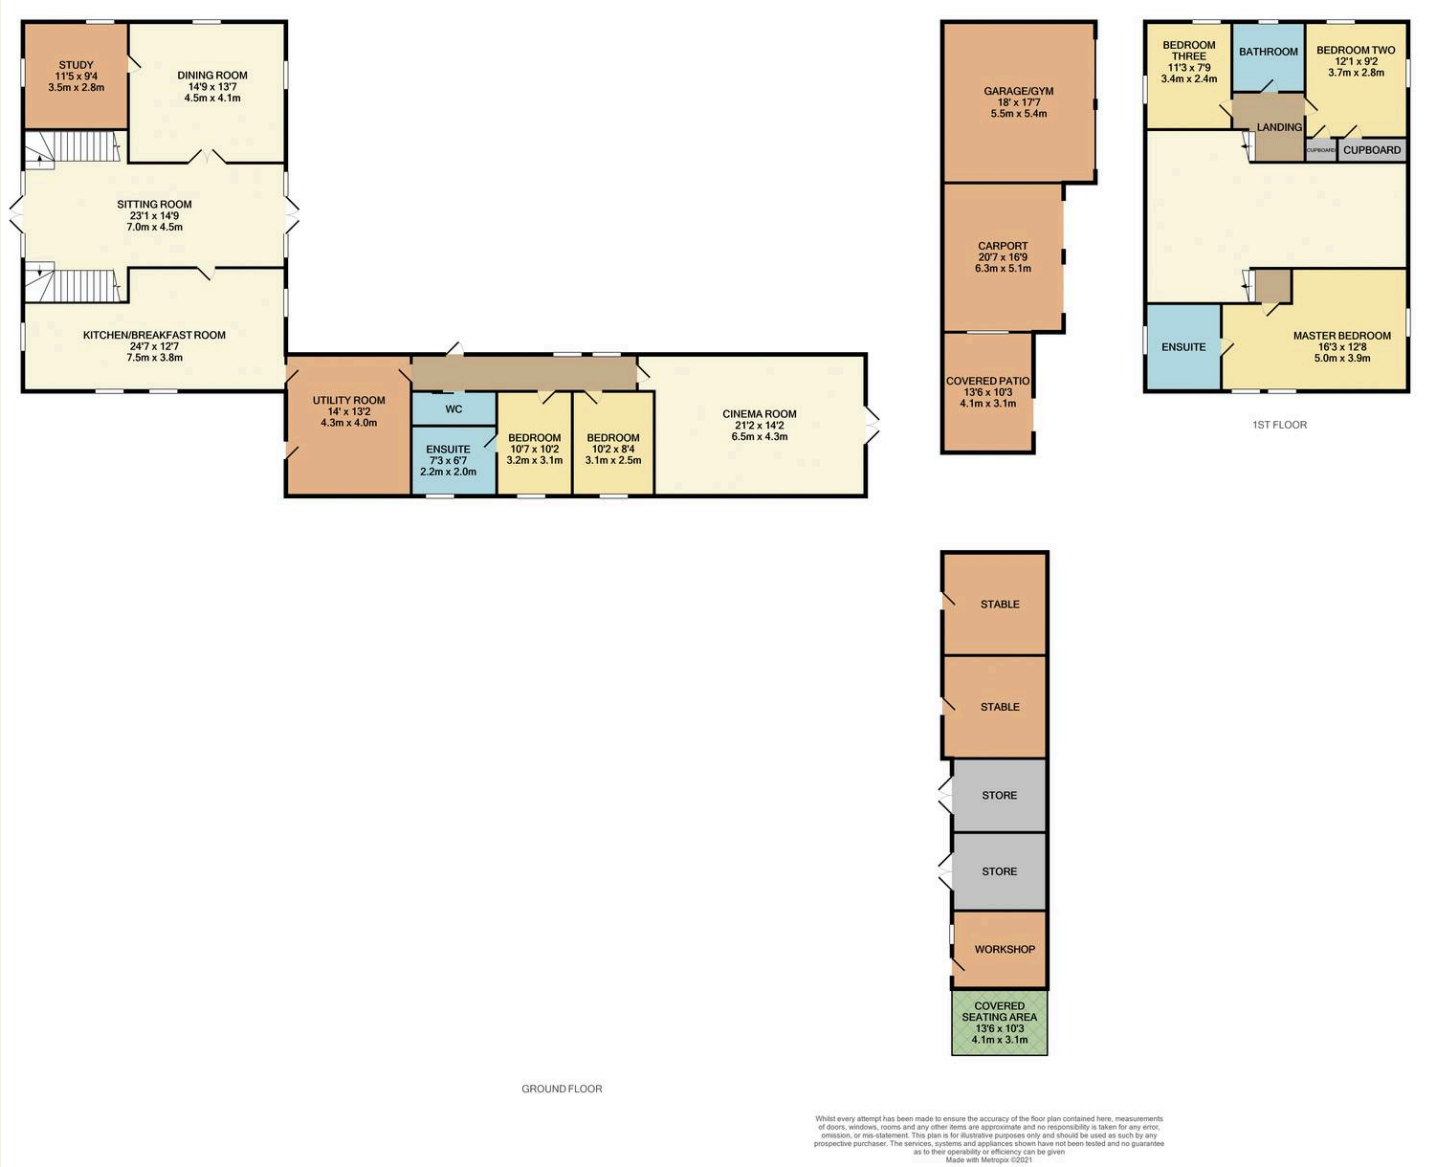 STUDY
11'5 x 9'4
3.5m x 2.8m
DINING ROOM
14'9 x 13'7
4.5m x 4.1m
SITTING ROOM
23'1 x 14'9
7.0m x 4.5m
KITCHEN/BREAKFAST ROOM
24'7 x 12'7
7.5m x 3.8m
UTILITY ROOM
14' x 13'2
4.3m x 4.0m
WC
ENSUITE
7'3 x 6'7
2.2m x 2.0m
BEDROOM
10'7 x 10'2
3.2m x 3.1m
BEDROOM
10'2 x 8'4
3.1m x 2.5m
CINEMA ROOM
21'2 x 14'2
6.5m x 4.3m
GARAGE/GYM
18' x 17'7
5.5m x 5.4m
CARPORT
20'7 x 16'9
6.3m x 5.1m
COVERED PATIO
13'6 x 10'3
4.1m x 3.1m
BEDROOM
THREE
11'3 x 7'9
3.4m x 2.4m
BATHROOM
BEDROOM TWO
12'1 x 9'2
3.7m x 2.8m
LANDING
CUPBOARD
CUPBOARD
ENSUITE
MASTER BEDROOM
16'3 x 12'8
5.0m x 3.9m
1ST FLOOR
STABLE
STABLE
STORE
STORE
WORKSHOP
COVERED
SEATING AREA
13'6 x 10'3
4.1m x 3.1m
GROUND FLOOR
Whilst every attempt has been made to ensure the accuracy of the floor plan contained here, measurements
of doors, windows, rooms and any other items are approximate and no responsibility is taken for any error,
omission, or mis-statement. This plan is for illustrative purposes only and should be used as such by any
prospective purchaser. The services, systems and appliances shown have not been tested and no guarantee
as to their operability or efficiency can be given
Made with Metropix ©2021